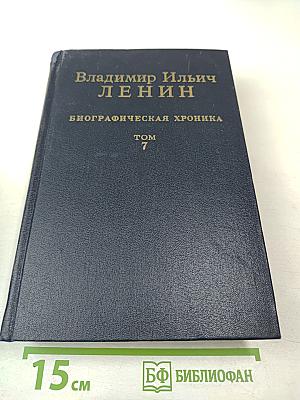 Владимир Ильич
ЛЕНИН
БИОГРАФИЧЕСКАЯ ХРОНИКА
ТОМ
7
15 см
БФ БИБЛИОФАН